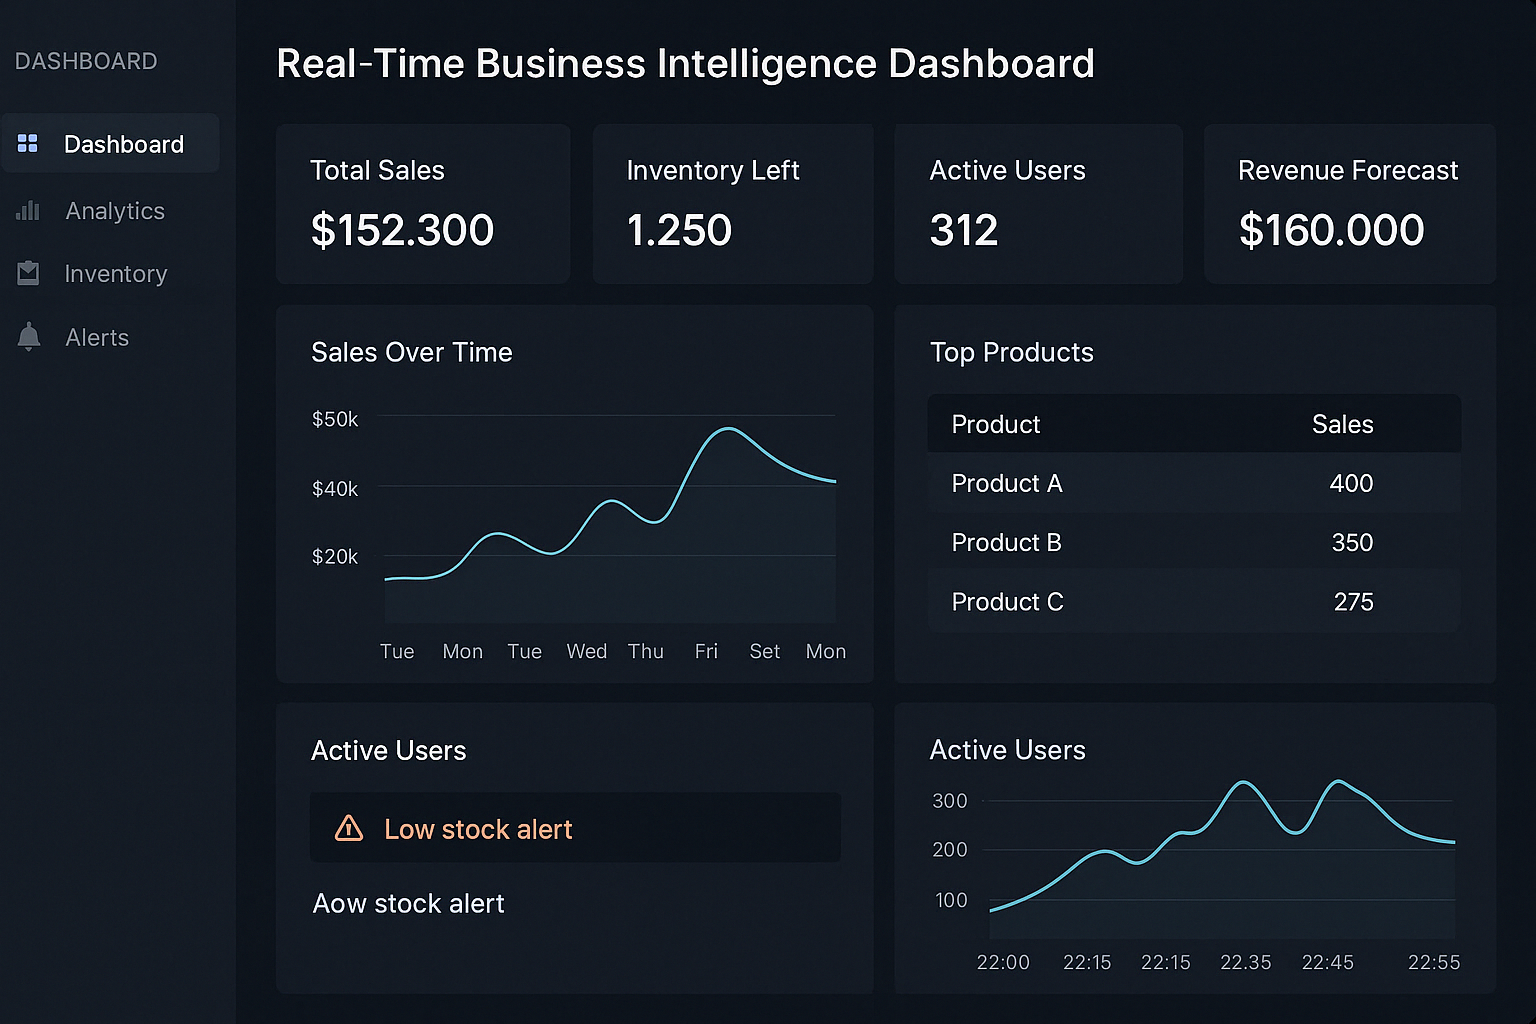 DASHBOARD
Dashboard
Analytics
Inventory
Alerts
Real-Time Business Intelligence Dashboard
Total Sales
$152.300
Inventory Left
1.250
Active Users
312
Revenue Forecast
$160.000
Sales Over Time
$50k
$40k
$20k
Tue Mon Tue Wed Thu Fri Set Mon
Top Products
Product Sales
Product A 400
Product B 350
Product C 275
Active Users
Low stock alert
Aow stock alert
Active Users
300
200
100
22:00 22:15 22:15 22.35 22:45 22:55